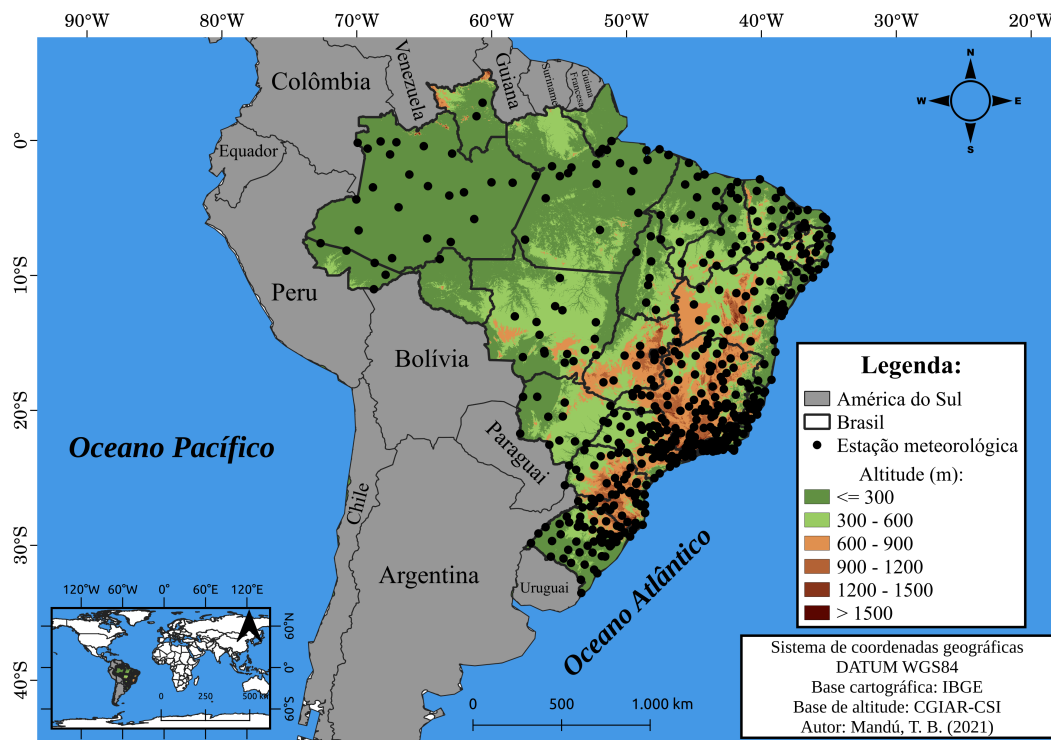 90°W 80°W 70°W 60°W 50°W 40°W 30°W 20°W
0°
10°S
20°S
30°S
40°S
N
W E
S
Colômbia
Venezuela
Guiana
Suriname
Guiana
Francesa
Equador
Peru
Bolívia
Paraguai
Chile
Argentina
Uruguai
Oceano Pacífico
Oceano Atlântico
Legenda:
América do Sul
Brasil
Estação meteorológica
Altitude (m):
<= 300
300 - 600
600 - 900
900 - 1200
1200 - 1500
> 1500
120°W 60°W 0° 60°E 120°E
60°N
0°
60°S
0 250 500 km
0 500 1.000 km
Sistema de coordenadas geográficas
DATUM WGS84
Base cartográfica: IBGE
Base de altitude: CGIAR-CSI
Autor: Mandú, T. B. (2021)